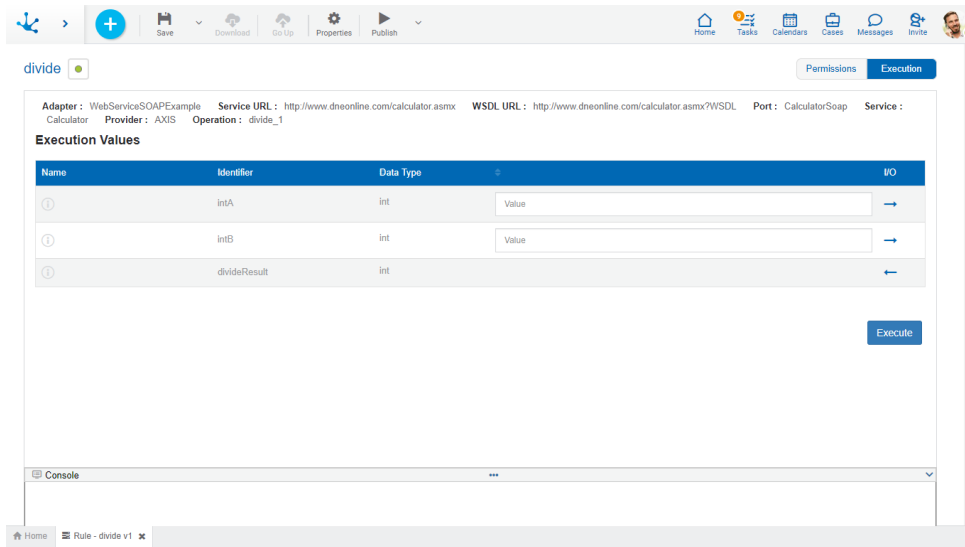 Save
Download
Go Up
Properties
Publish
Home
9
Tasks
Calendars
Cases
Messages
Invite
divide
Permissions
Execution
Adapter : WebServiceSOAPExample Service URL : http://www.dneonline.com/calculator.asmx WSDL URL : http://www.dneonline.com/calculator.asmx?WSDL Port : CalculatorSoap Service :
Calculator Provider : AXIS Operation : divide_1
Execution Values
Name Identifier Data Type I/O
intA int Value
intB int Value
divideResult int
Execute
Console
Home Rule - divide v1